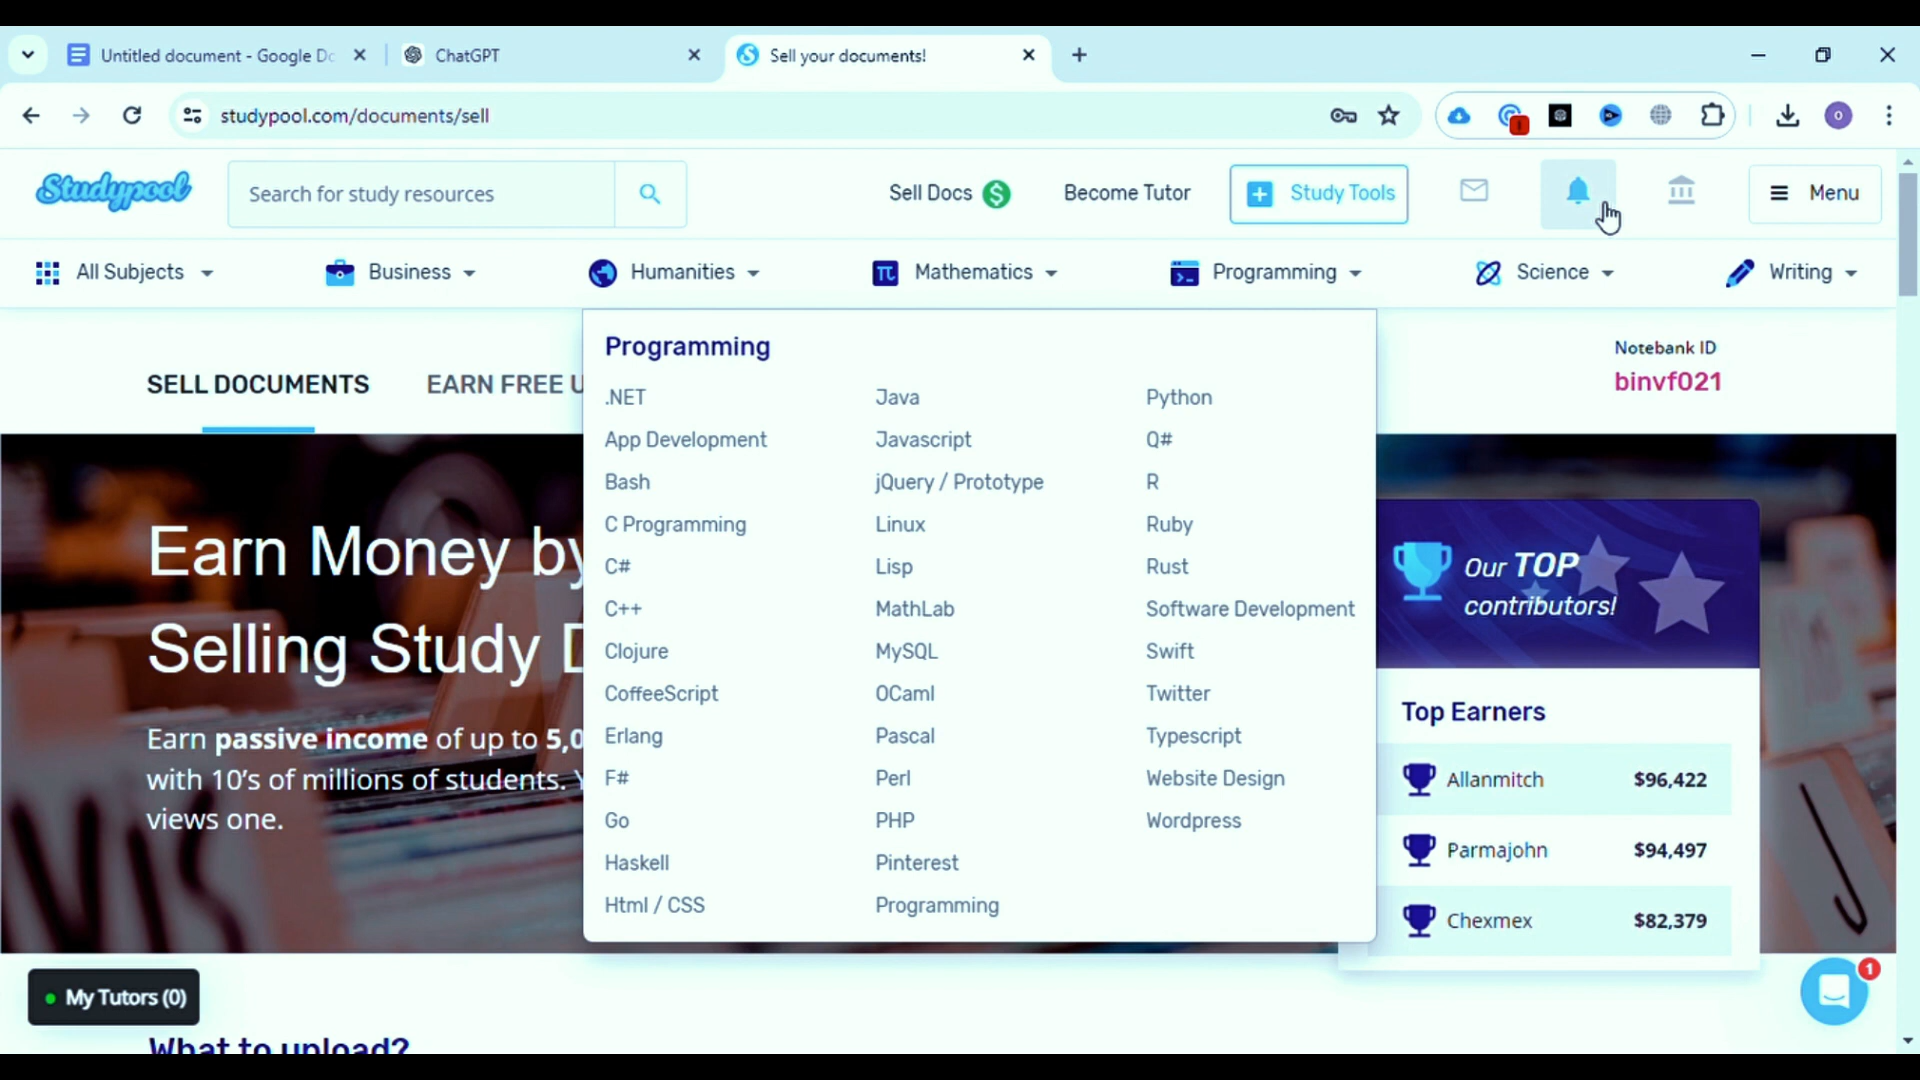 Untitled document - Google Do
ChatGPT
Sell your documents!
studypool.com/documents/sell
Studypool
Search for study resources
Sell Docs
Become Tutor
Study Tools
Menu
All Subjects
Business
Humanities
Mathematics
Programming
Science
Writing
SELL DOCUMENTS
EARN FREE U
Notebank ID
binvf021
Programming
.NET
App Development
Bash
C Programming
C#
C++
Clojure
CoffeeScript
Erlang
F#
Go
Haskell
Html / CSS
Java
Javascript
jQuery / Prototype
Linux
Lisp
MathLab
MySQL
OCaml
Pascal
Perl
PHP
Pinterest
Programming
Python
Q#
R
Ruby
Rust
Software Development
Swift
Twitter
Typescript
Website Design
Wordpress
Earn Money by
Selling Study D
Earn passive income of up to 5,0
with 10's of millions of students. Y
views one.
Our TOP
contributors!
Top Earners
Allanmitch $96,422
Parmajohn $94,497
Chexmex $82,379
My Tutors (0)
1
What to upload?